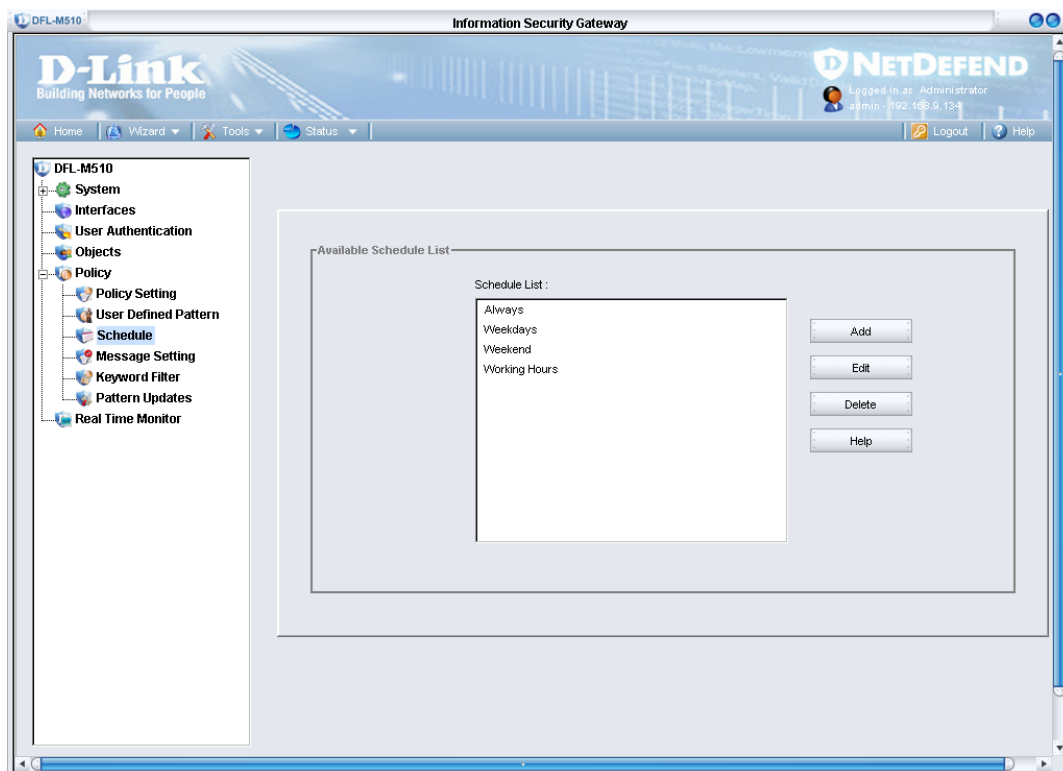 DFL-M510
Information Security Gateway
D-Link
Building Networks for People
NETDEFEND
Logged in as Administrator
admin - 192.168.9.134
Home Wizard Tools Status Logout Help
DFL-M510
System
Interfaces
User Authentication
Objects
Policy
Policy Setting
User Defined Pattern
Schedule
Message Setting
Keyword Filter
Pattern Updates
Real Time Monitor
Available Schedule List
Schedule List :
Always
Weekdays
Weekend
Working Hours
Add
Edit
Delete
Help